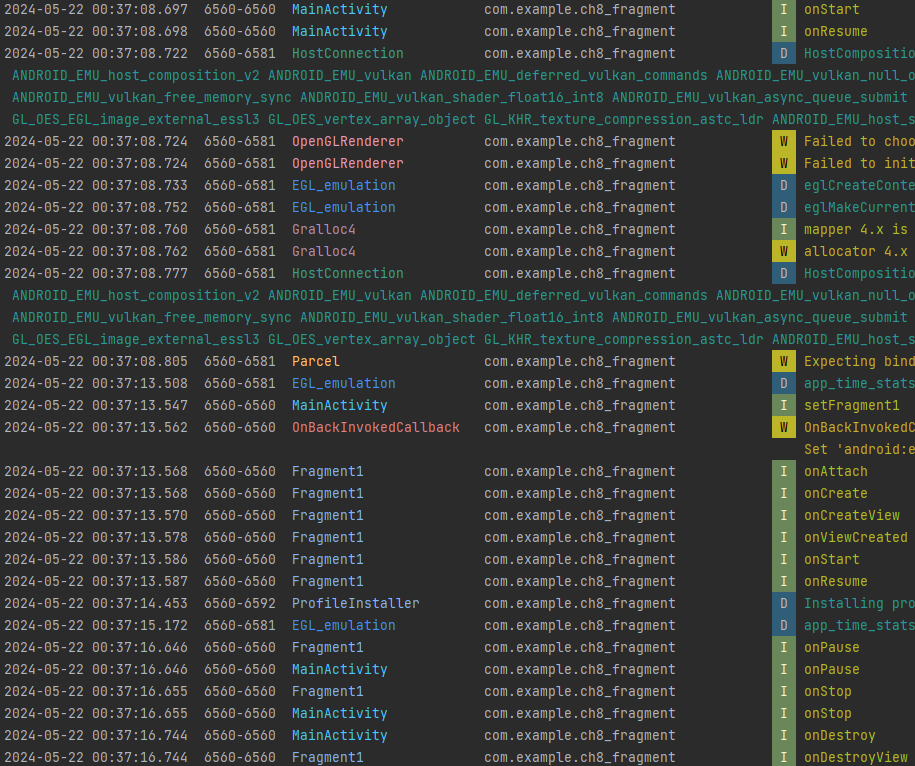 2024-05-22 00:37:08.697 6560-6560 MainActivity com.example.ch8_fragment I onStart
2024-05-22 00:37:08.698 6560-6560 MainActivity com.example.ch8_fragment I onResume
2024-05-22 00:37:08.722 6560-6581 HostConnection com.example.ch8_fragment D HostCompositio
ANDROID_EMU_host_composition_v2 ANDROID_EMU_vulkan ANDROID_EMU_deferred_vulkan_commands ANDROID_EMU_vulkan_null_o
ANDROID_EMU_vulkan_free_memory_sync ANDROID_EMU_vulkan_shader_float16_int8 ANDROID_EMU_vulkan_async_queue_submit
GL_OES_EGL_image_external_essl3 GL_OES_vertex_array_object GL_KHR_texture_compression_astc_ldr ANDROID_EMU_host_s
2024-05-22 00:37:08.724 6560-6581 OpenGLRenderer com.example.ch8_fragment W Failed to choo
2024-05-22 00:37:08.724 6560-6581 OpenGLRenderer com.example.ch8_fragment W Failed to init
2024-05-22 00:37:08.733 6560-6581 EGL_emulation com.example.ch8_fragment D eglCreateConte
2024-05-22 00:37:08.752 6560-6581 EGL_emulation com.example.ch8_fragment D eglMakeCurrent
2024-05-22 00:37:08.760 6560-6581 Gralloc4 com.example.ch8_fragment I mapper 4.x is
2024-05-22 00:37:08.762 6560-6581 Gralloc4 com.example.ch8_fragment W allocator 4.x
2024-05-22 00:37:08.777 6560-6581 HostConnection com.example.ch8_fragment D HostCompositio
ANDROID_EMU_host_composition_v2 ANDROID_EMU_vulkan ANDROID_EMU_deferred_vulkan_commands ANDROID_EMU_vulkan_null_o
ANDROID_EMU_vulkan_free_memory_sync ANDROID_EMU_vulkan_shader_float16_int8 ANDROID_EMU_vulkan_async_queue_submit
GL_OES_EGL_image_external_essl3 GL_OES_vertex_array_object GL_KHR_texture_compression_astc_ldr ANDROID_EMU_host_s
2024-05-22 00:37:08.805 6560-6581 Parcel com.example.ch8_fragment W Expecting bind
2024-05-22 00:37:13.508 6560-6581 EGL_emulation com.example.ch8_fragment D app_time_stats
2024-05-22 00:37:13.547 6560-6560 MainActivity com.example.ch8_fragment I setFragment1
2024-05-22 00:37:13.562 6560-6560 OnBackInvokedCallback com.example.ch8_fragment W OnBackInvokedC
Set 'android:e
2024-05-22 00:37:13.568 6560-6560 Fragment1 com.example.ch8_fragment I onAttach
2024-05-22 00:37:13.568 6560-6560 Fragment1 com.example.ch8_fragment I onCreate
2024-05-22 00:37:13.570 6560-6560 Fragment1 com.example.ch8_fragment I onCreateView
2024-05-22 00:37:13.578 6560-6560 Fragment1 com.example.ch8_fragment I onViewCreated
2024-05-22 00:37:13.586 6560-6560 Fragment1 com.example.ch8_fragment I onStart
2024-05-22 00:37:13.587 6560-6560 Fragment1 com.example.ch8_fragment I onResume
2024-05-22 00:37:14.453 6560-6592 ProfileInstaller com.example.ch8_fragment D Installing pro
2024-05-22 00:37:15.172 6560-6581 EGL_emulation com.example.ch8_fragment D app_time_stats
2024-05-22 00:37:16.646 6560-6560 Fragment1 com.example.ch8_fragment I onPause
2024-05-22 00:37:16.646 6560-6560 MainActivity com.example.ch8_fragment I onPause
2024-05-22 00:37:16.655 6560-6560 Fragment1 com.example.ch8_fragment I onStop
2024-05-22 00:37:16.655 6560-6560 MainActivity com.example.ch8_fragment I onStop
2024-05-22 00:37:16.744 6560-6560 MainActivity com.example.ch8_fragment I onDestroy
2024-05-22 00:37:16.744 6560-6560 Fragment1 com.example.ch8_fragment I onDestroyView